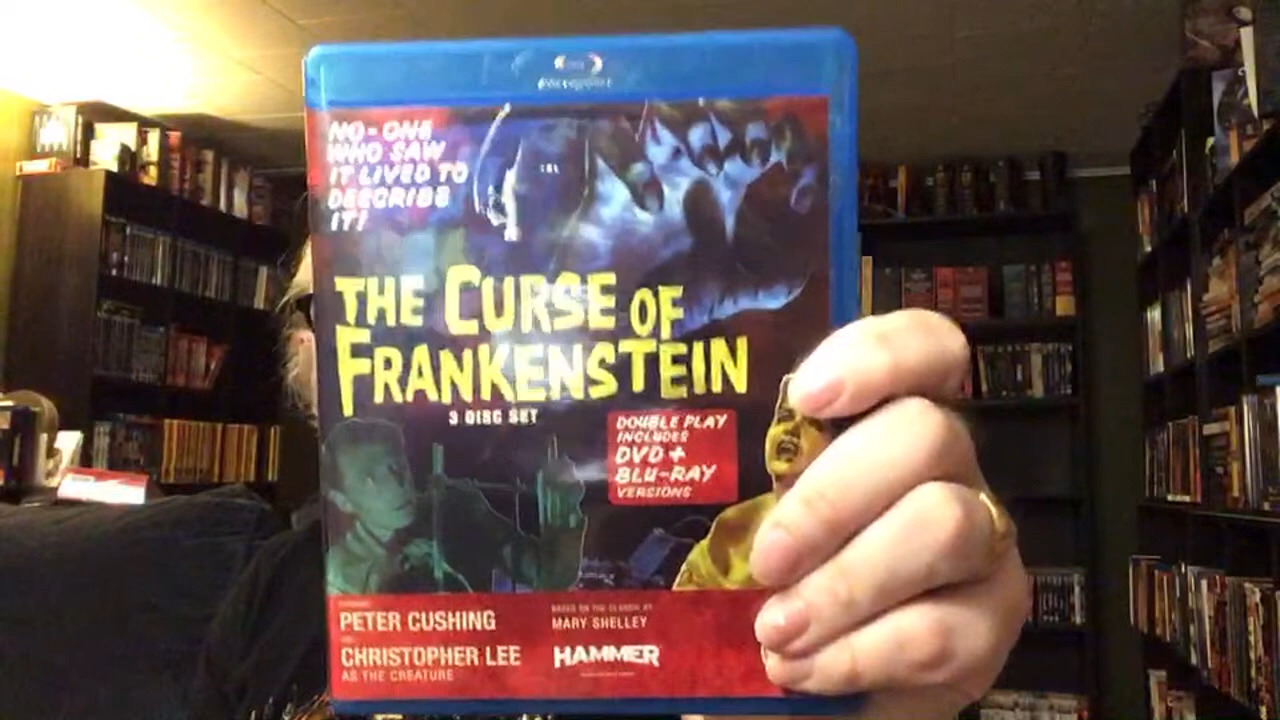 NO-ONE
WHO SAW
IT LIVED TO
DESCRIBE
IT!
THE CURSE OF
FRANKENSTEIN
3 DISC SET
DOUBLE PLAY
INCLUDES
DVD +
BLU-RAY
VERSIONS
PETER CUSHING
BASED ON THE CLASSIC BY
MARY SHELLEY
CHRISTOPHER LEE
AS THE CREATURE
HAMMER